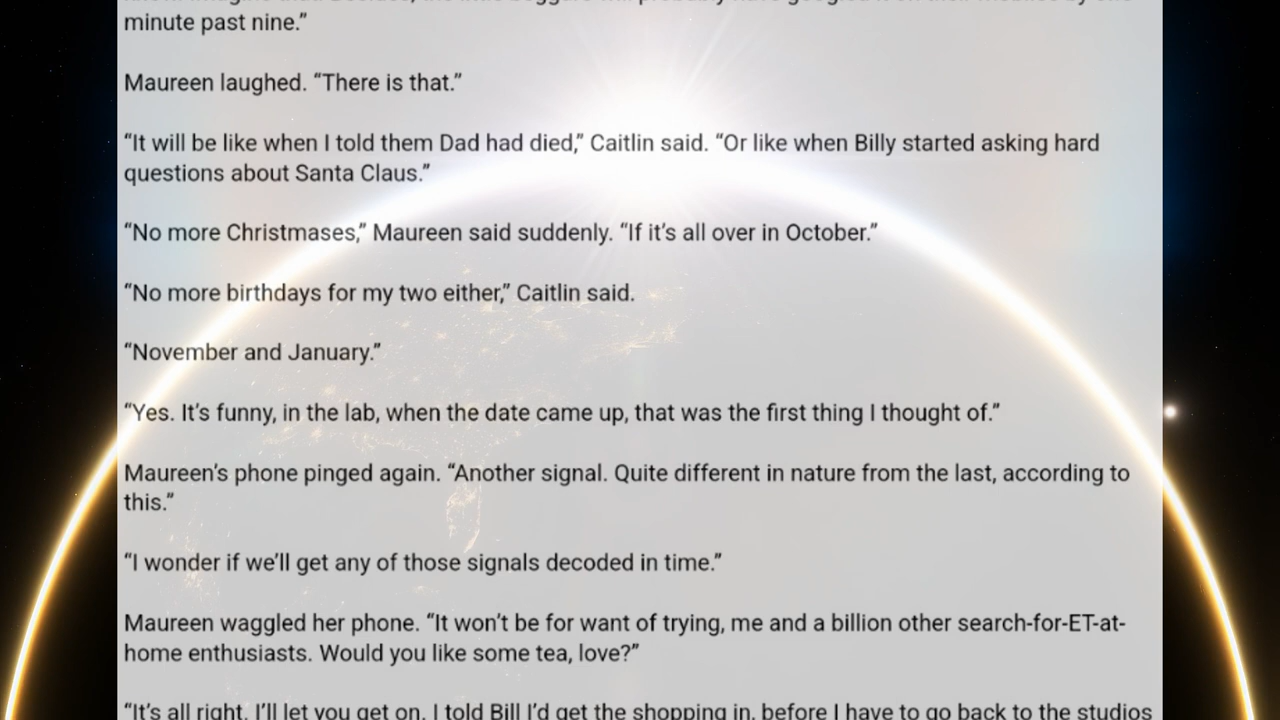 minute past nine.”
Maureen laughed. “There is that.”
“It will be like when I told them Dad had died,” Caitlin said. “Or like when Billy started asking hard
questions about Santa Claus.”
“No more Christmases,” Maureen said suddenly. “If it’s all over in October.”
“No more birthdays for my two either,” Caitlin said.
“November and January.”
“Yes. It’s funny, in the lab, when the date came up, that was the first thing I thought of.”
Maureen’s phone pinged again. “Another signal. Quite different in nature from the last, according to
this.”
“I wonder if we’ll get any of those signals decoded in time.”
Maureen waggled her phone. “It won’t be for want of trying, me and a billion other search-for-ET-at-
home enthusiasts. Would you like some tea, love?”
“It’s all right. I’ll let you get on. I told Bill I’d get the shopping in, before I have to go back to the studios